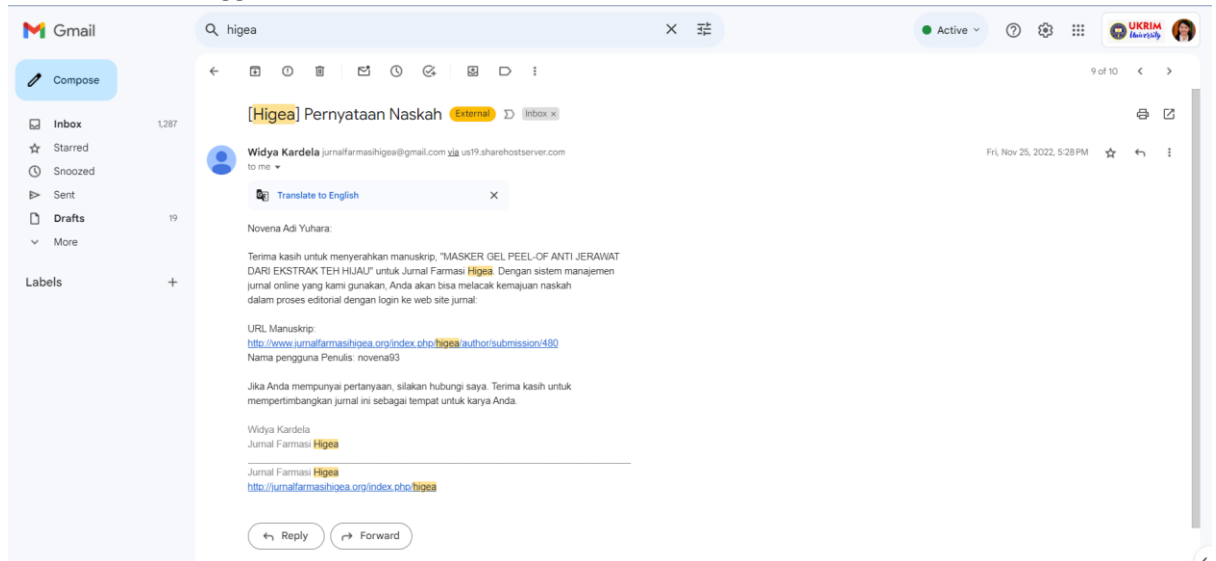 Gmail
higea
Active
UKRIM
University
Compose
9 of 10
[Higea] Pernyataan Naskah External Inbox x
Inbox 1,287
Starred
Snoozed
Sent
Drafts 19
More
Labels +
Widya Kardela jurnalfarmasihigea@gmail.com via us19.sharehostserver.com Fri, Nov 25, 2022, 5:28 PM
to me
Translate to English
Novena Adi Yuhara:
Terima kasih untuk menyerahkan manuskrip, "MASKER GEL PEEL-OF ANTI JERAWAT
DARI EKSTRAK TEH HIJAU" untuk Jurnal Farmasi Higea. Dengan sistem manajemen
jurnal online yang kami gunakan, Anda akan bisa melacak kemajuan naskah
dalam proses editorial dengan login ke web site jurnal:
URL Manuskrip:
http://www.jurnalfarmasihigea.org/index.php/higea/author/submission/480
Nama pengguna Penulis: novena93
Jika Anda mempunyai pertanyaan, silakan hubungi saya. Terima kasih untuk
mempertimbangkan jurnal ini sebagai tempat untuk karya Anda.
Widya Kardela
Jurnal Farmasi Higea
Jurnal Farmasi Higea
http://jurnalfarmasihigea.org/index.php/higea
Reply
Forward